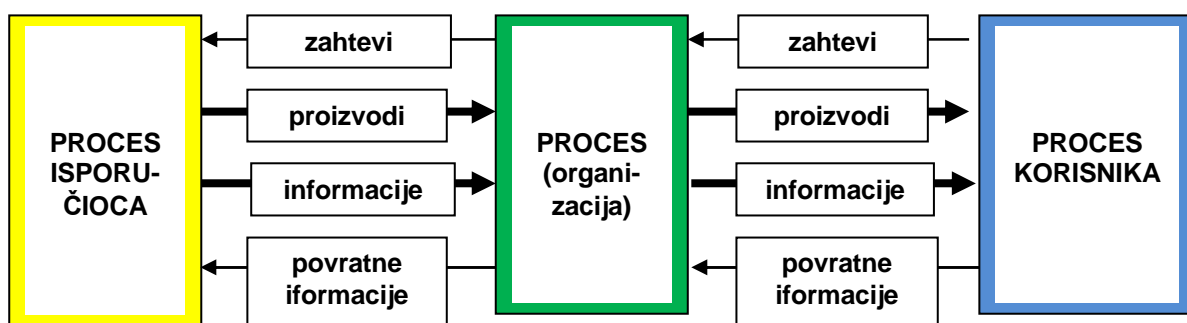 PROCES
ISPORU-
ČIOCA
zahtevi
proizvodi
informacije
povratne
iformacije
PROCES
(organi-
zacija)
zahtevi
proizvodi
informacije
povratne
iformacije
PROCES
KORISNIKA